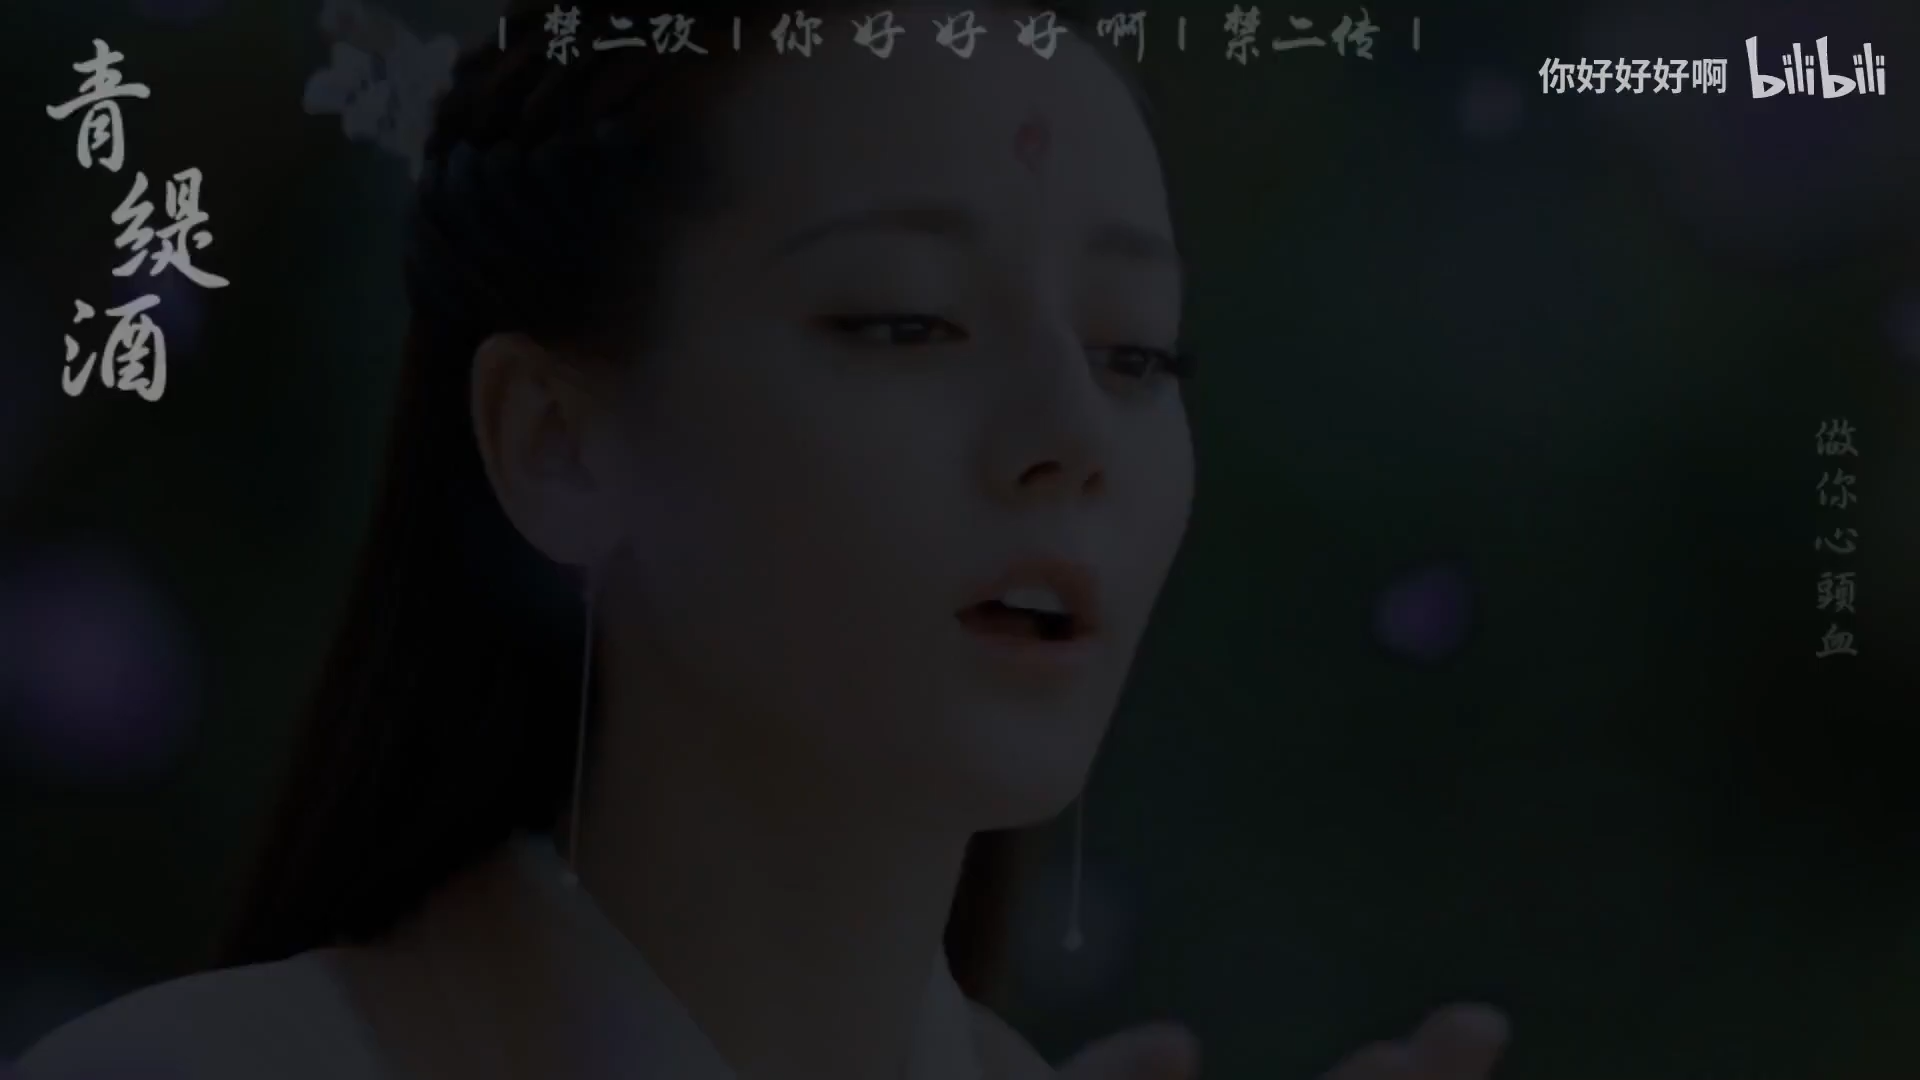 | 禁二改 | 你好好好啊 | 禁二传 |
你好好好啊 bilibili
青缇酒
做你心頭血